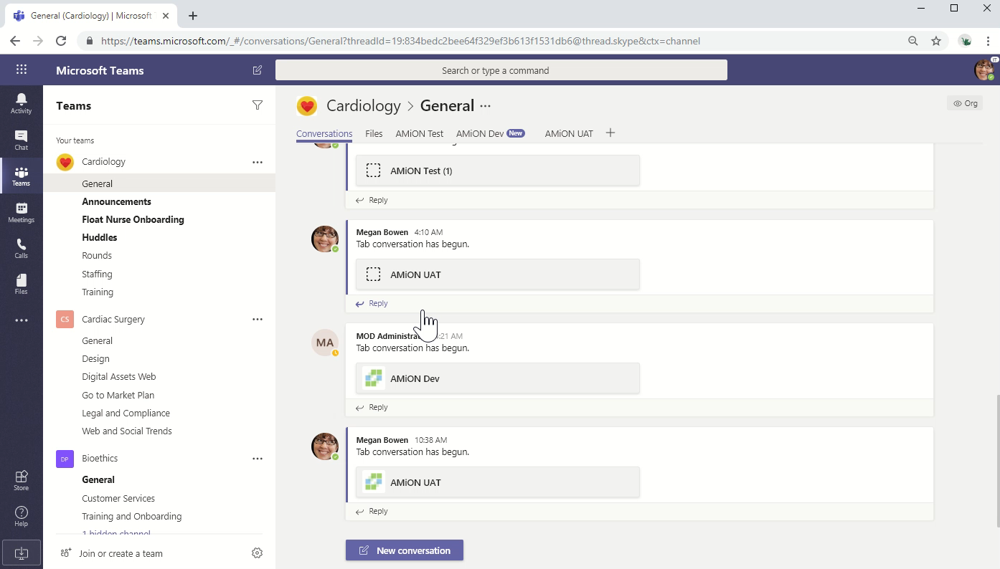 General (Cardiology) | Microsoft
https://teams.microsoft.com/_#/conversations/General?threadId=19:834bedc2bee64f329ef3b613f1531db6@thread.skype&ctx=channel
Microsoft Teams
Search or type a command
IT
Activity
Chat
Teams
Meetings
Calls
Files
Store
Help
Teams
Your teams
Cardiology
General
Announcements
Float Nurse Onboarding
Huddles
Rounds
Staffing
Training
CS Cardiac Surgery
General
Design
Digital Assets Web
Go to Market Plan
Legal and Compliance
Web and Social Trends
DP Bioethics
General
Customer Services
Training and Onboarding
1 hidden channel
Join or create a team
Cardiology > General ···
Org
Conversations Files AMiON Test AMiON Dev New AMiON UAT
AMiON Test (1)
Reply
Megan Bowen 4:10 AM
Tab conversation has begun.
AMiON UAT
Reply
MA
MOD Administra :21 AM
Tab conversation has begun.
AMiON Dev
Reply
Megan Bowen 10:38 AM
Tab conversation has begun.
AMiON UAT
Reply
New conversation